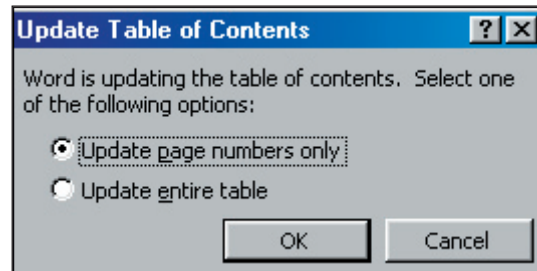 Update Table of Contents
Word is updating the table of contents. Select one
of the following options:
Update page numbers only
Update entire table
OK Cancel